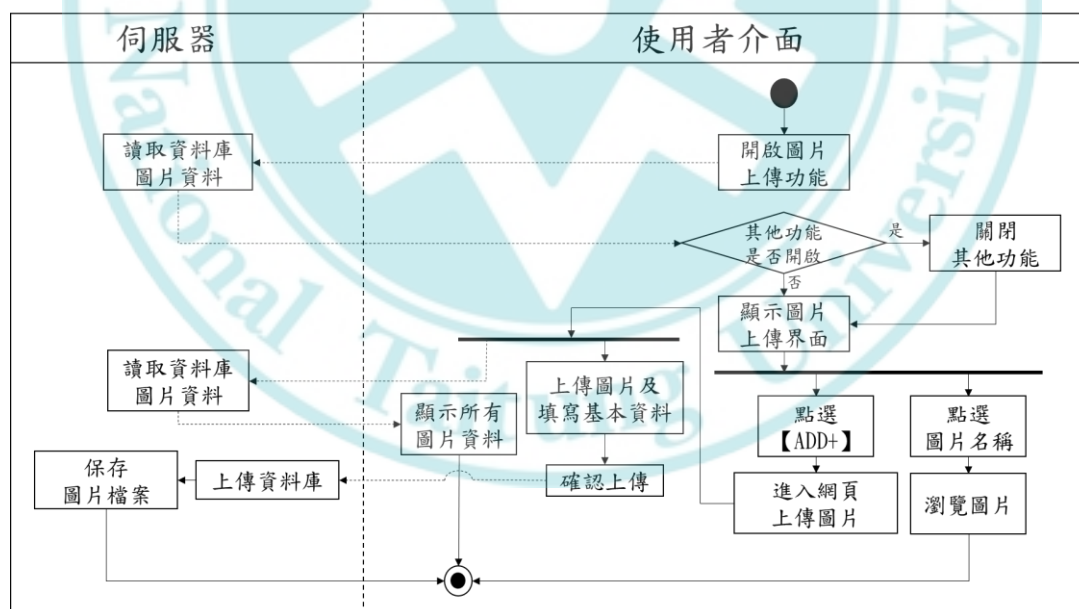 伺服器
使用者介面
讀取資料庫
圖片資料
開啟圖片
上傳功能
其他功能
是否開啟
是
關閉
其他功能
否
顯示圖片
上傳界面
讀取資料庫
圖片資料
顯示所有
圖片資料
上傳圖片及
填寫基本資料
點選
【ADD+】
點選
圖片名稱
保存
圖片檔案
上傳資料庫
確認上傳
進入網頁
上傳圖片
瀏覽圖片
National Taitung University